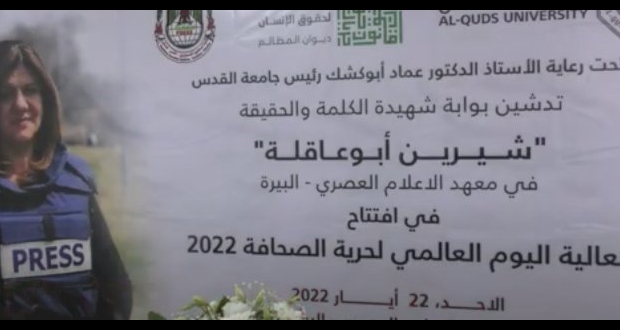 AL-QUDS UNIVERSITY
لحقوق الإنسان
ديوان المظالم
تحت رعاية الأستاذ الدكتور عماد أبوكشك رئيس جامعة القدس
تدشين بوابة شهيدة الكلمة والحقيقة
"شيرين أبوعاقلة"
في معهد الاعلام العصري - البيرة
في افتتاح
عالية اليوم العالمي لحرية الصحافة 2022
الاحد، 22 أيار 2022
PRESS